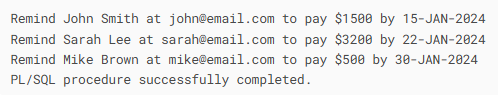 Remind John Smith at john@email.com to pay $1500 by 15-JAN-2024
Remind Sarah Lee at sarah@email.com to pay $3200 by 22-JAN-2024
Remind Mike Brown at mike@email.com to pay $500 by 30-JAN-2024
PL/SQL procedure successfully completed.